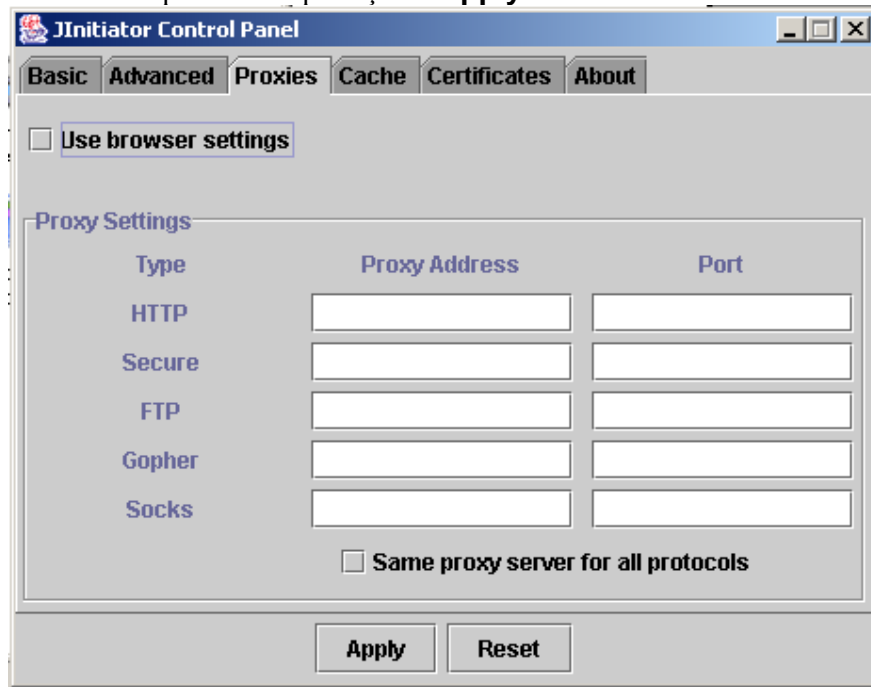 Apply
JInitiator Control Panel
Basic Advanced Proxies Cache Certificates About
Use browser settings
Proxy Settings
Type Proxy Address Port
HTTP
Secure
FTP
Gopher
Socks
Same proxy server for all protocols
Apply Reset